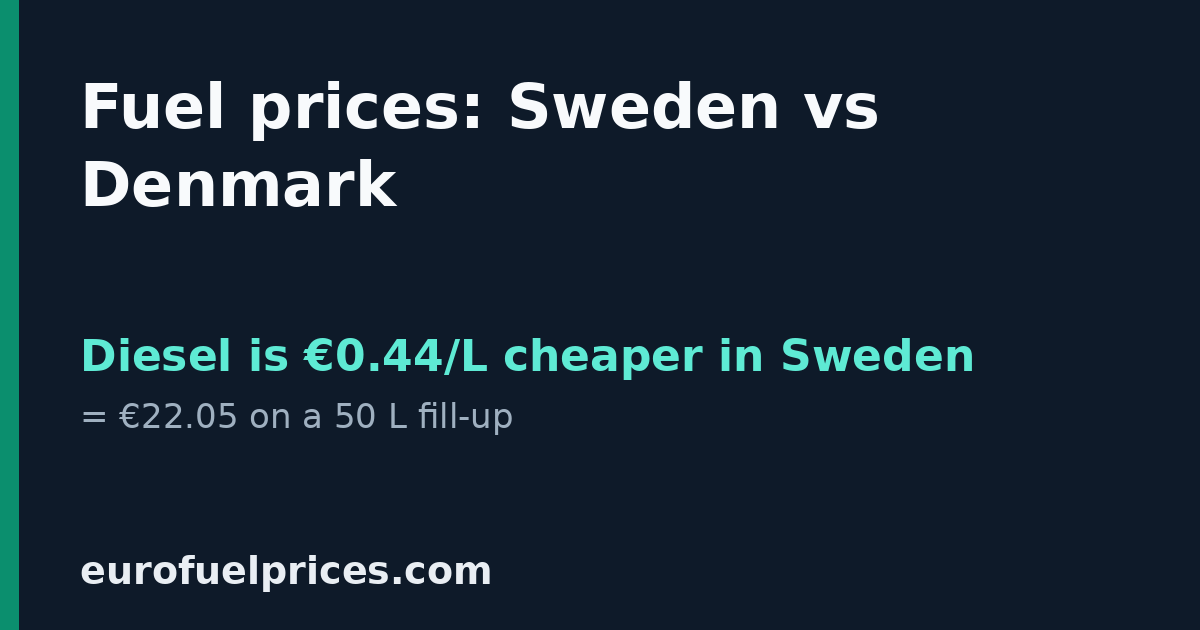 Fuel prices: Sweden vs
Denmark
Diesel is €0.44/L cheaper in Sweden
= €22.05 on a 50 L fill-up
eurofuelprices.com